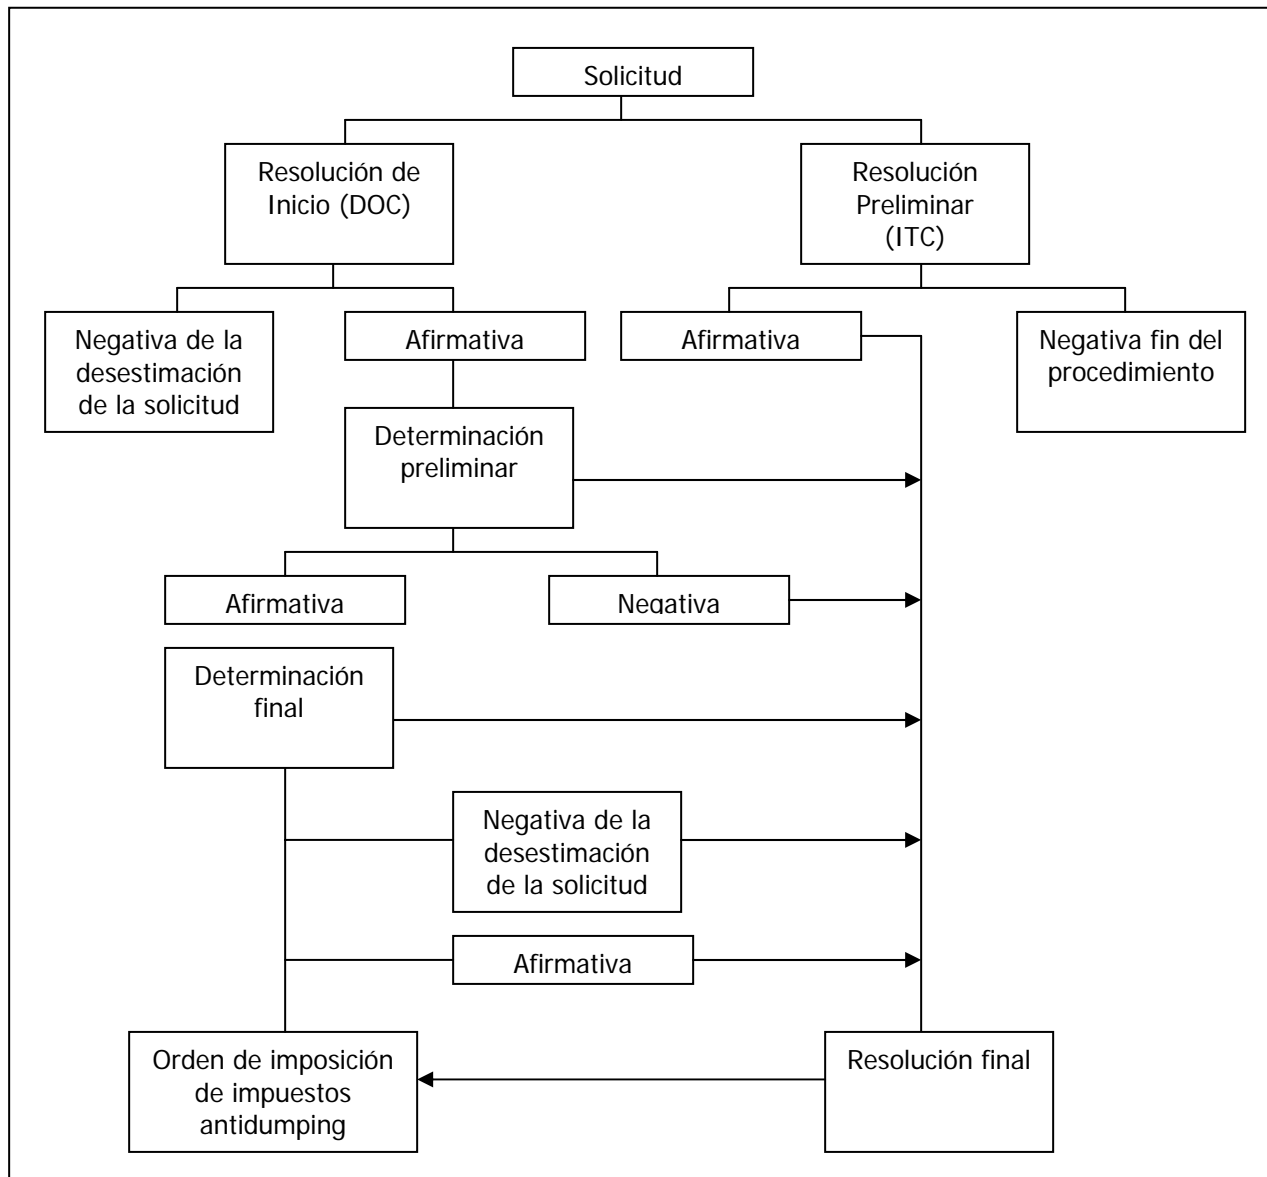 Solicitud
Resolución de
Inicio (DOC)
Resolución
Preliminar
(ITC)
Negativa de la
desestimación
de la solicitud
Afirmativa
Afirmativa
Negativa fin del
procedimiento
Determinación
preliminar
Afirmativa
Negativa
Determinación
final
Negativa de la
desestimación
de la solicitud
Afirmativa
Orden de imposición
de impuestos
antidumping
Resolución final